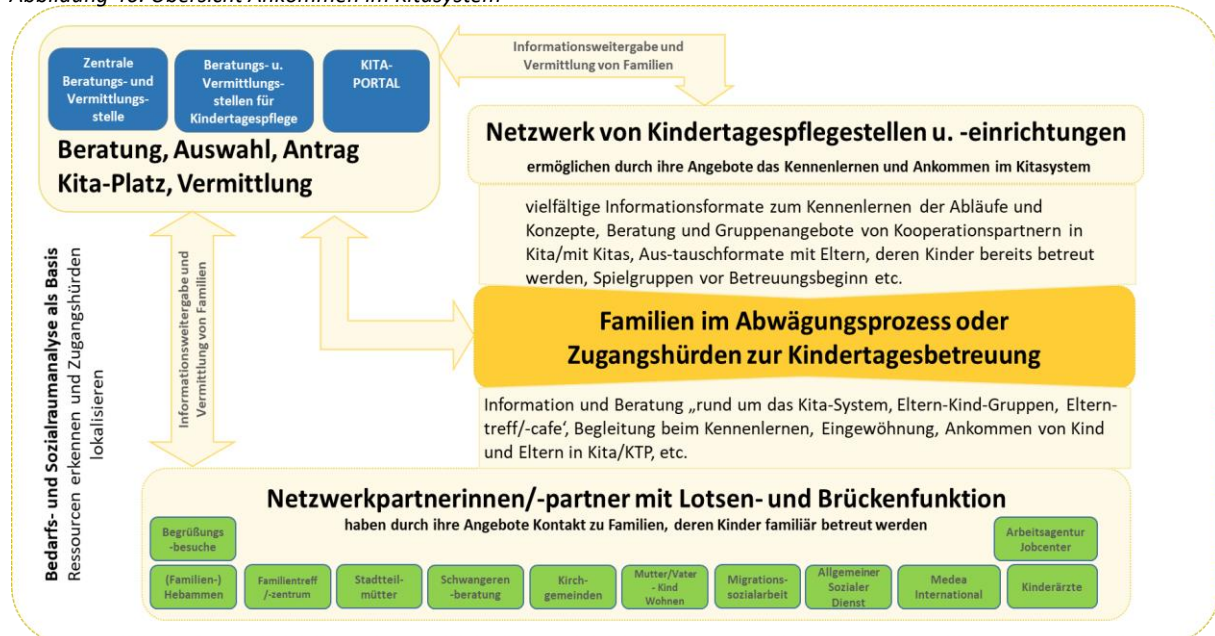 Abbildung 48: Übersicht Ankommen im Kitasystem
Zentrale
Beratungs- und
Vermittlungs-
stelle
Beratungs- u.
Vermittlungs-
stellen für
Kindertagespflege
KITA-
PORTAL
Beratung, Auswahl, Antrag
Kita-Platz, Vermittlung
Informationsweitergabe und
Vermittlung von Familien
Netzwerk von Kindertagespflegestellen u. -einrichtungen
ermöglichen durch ihre Angebote das Kennenlernen und Ankommen im Kitasystem
vielfältige Informationsformate zum Kennenlernen der Abläufe und
Konzepte, Beratung und Gruppenangebote von Kooperationspartnern in
Kita/mit Kitas, Aus-tauschformate mit Eltern, deren Kinder bereits betreut
werden, Spielgruppen vor Betreuungsbeginn etc.
Bedarfs- und Sozialraumanalyse als Basis
Ressourcen erkennen und Zugangshürden
lokalisieren
Informationsweitergabe und
Vermittlung von Familien
Familien im Abwägungsprozess oder
Zugangshürden zur Kindertagesbetreuung
Information und Beratung „rund um das Kita-System, Eltern-Kind-Gruppen, Eltern-
treff/-cafe‘, Begleitung beim Kennenlernen, Eingewöhnung, Ankommen von Kind
und Eltern in Kita/KTP, etc.
Netzwerkpartnerinnen/-partner mit Lotsen- und Brückenfunktion
haben durch ihre Angebote Kontakt zu Familien, deren Kinder familiär betreut werden
Begrüßungs
-besuche
Arbeitsagentur
Jobcenter
(Familien-)
Hebammen
Familientreff
/-zentrum
Stadtteil-
mütter
Schwangeren
-beratung
Kirch-
gemeinden
Mutter/Vater
- Kind
Wohnen
Migrations-
sozialarbeit
Allgemeiner
Sozialer
Dienst
Medea
International
Kinderärzte